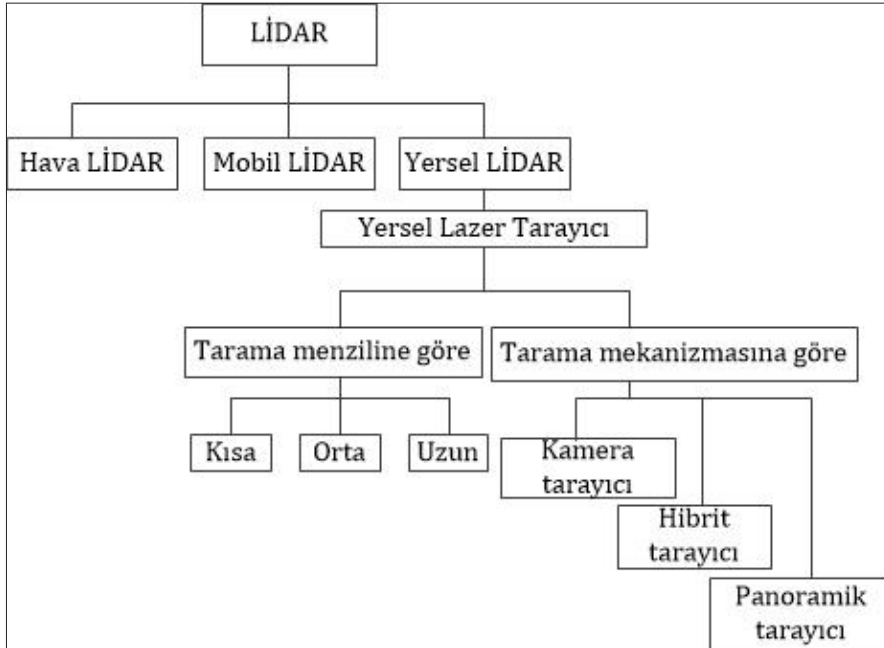 LİDAR
Hava LİDAR
Mobil LİDAR
Yersel LİDAR
Yersel Lazer Tarayıcı
Tarama menziline göre
Tarama mekanizmasına göre
Kısa
Orta
Uzun
Kamera
tarayıcı
Hibrit
tarayıcı
Panoramik
tarayıcı